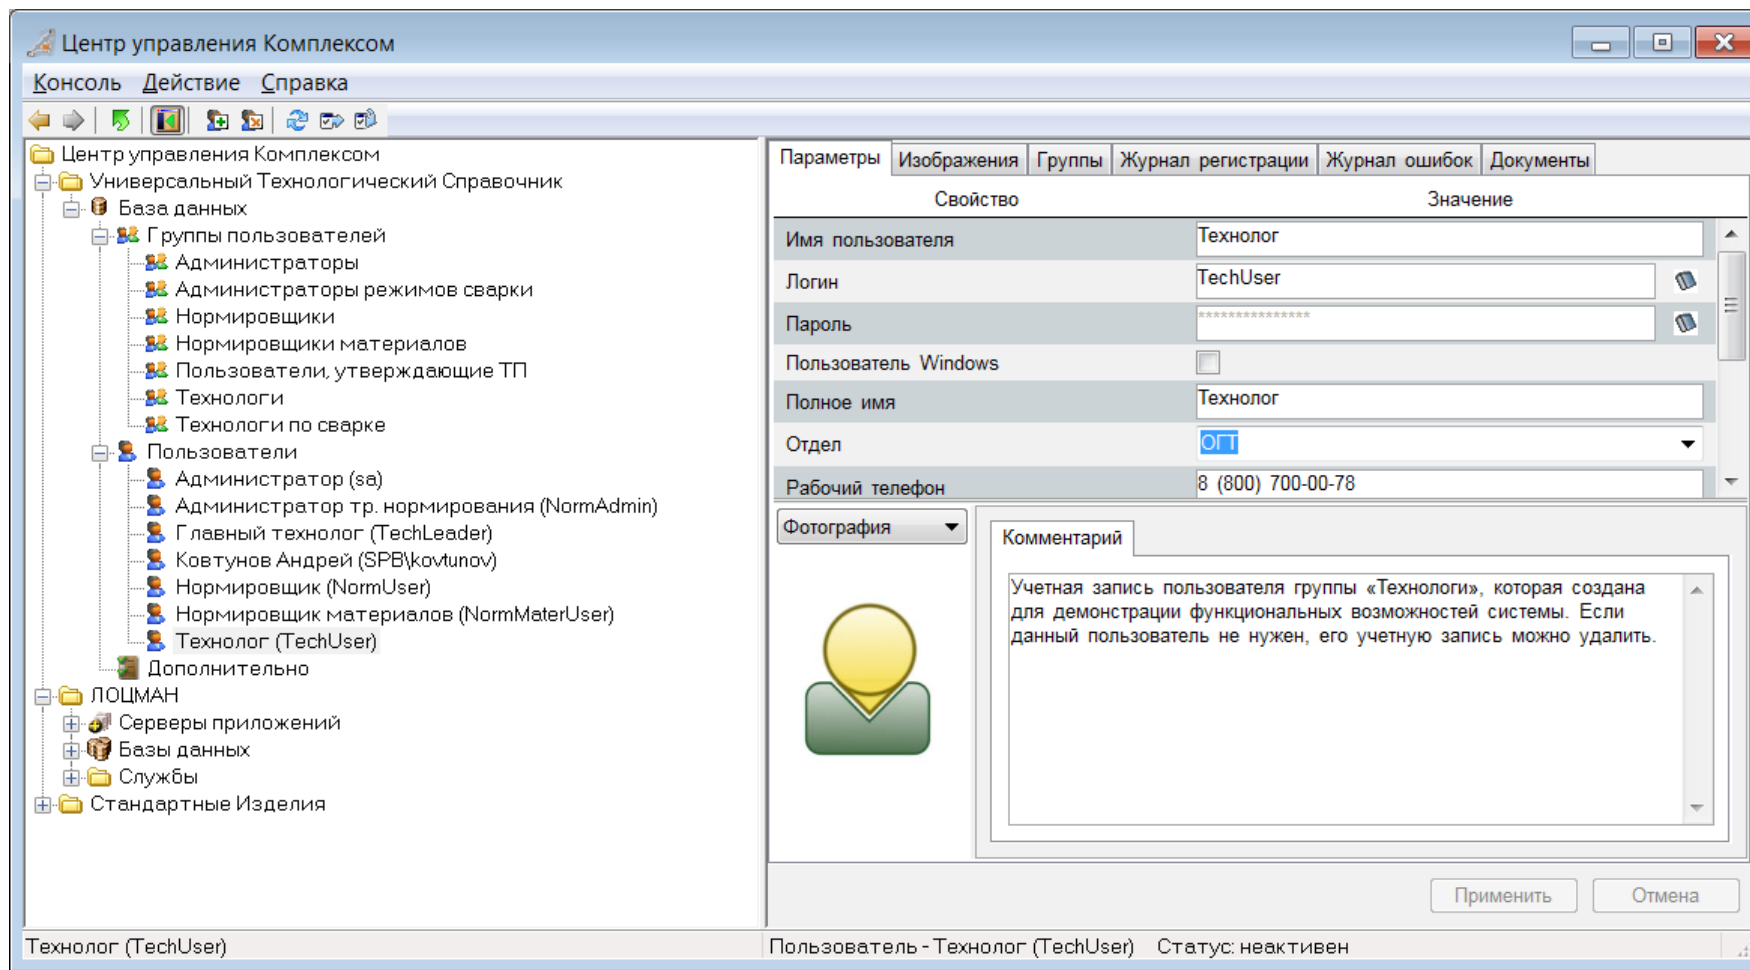 Центр управления Комплексом
Консоль Действие Справка
Центр управления Комплексом
Универсальный Технологический Справочник
База данных
Группы пользователей
Администраторы
Администраторы режимов сварки
Нормировщики
Нормировщики материалов
Пользователи, утверждающие ТП
Технологи
Технологи по сварке
Пользователи
Администратор (sa)
Администратор тр. нормирования (NormAdmin)
Главный технолог (TechLeader)
Ковтунов Андрей (SPB\kovtunov)
Нормировщик (NormUser)
Нормировщик материалов (NormMaterUser)
Технолог (TechUser)
Дополнительно
ЛОЦМАН
Серверы приложений
Базы данных
Службы
Стандартные Изделия
Параметры Изображения Группы Журнал регистрации Журнал ошибок Документы
Свойство Значение
Имя пользователя Технолог
Логин TechUser
Пароль ***************
Пользователь Windows
Полное имя Технолог
Отдел ОГТ
Рабочий телефон 8 (800) 700-00-78
Фотография
Комментарий
Учетная запись пользователя группы «Технологи», которая создана
для демонстрации функциональных возможностей системы. Если
данный пользователь не нужен, его учетную запись можно удалить.
Применить Отмена
Технолог (TechUser) Пользователь - Технолог (TechUser) Статус: неактивен